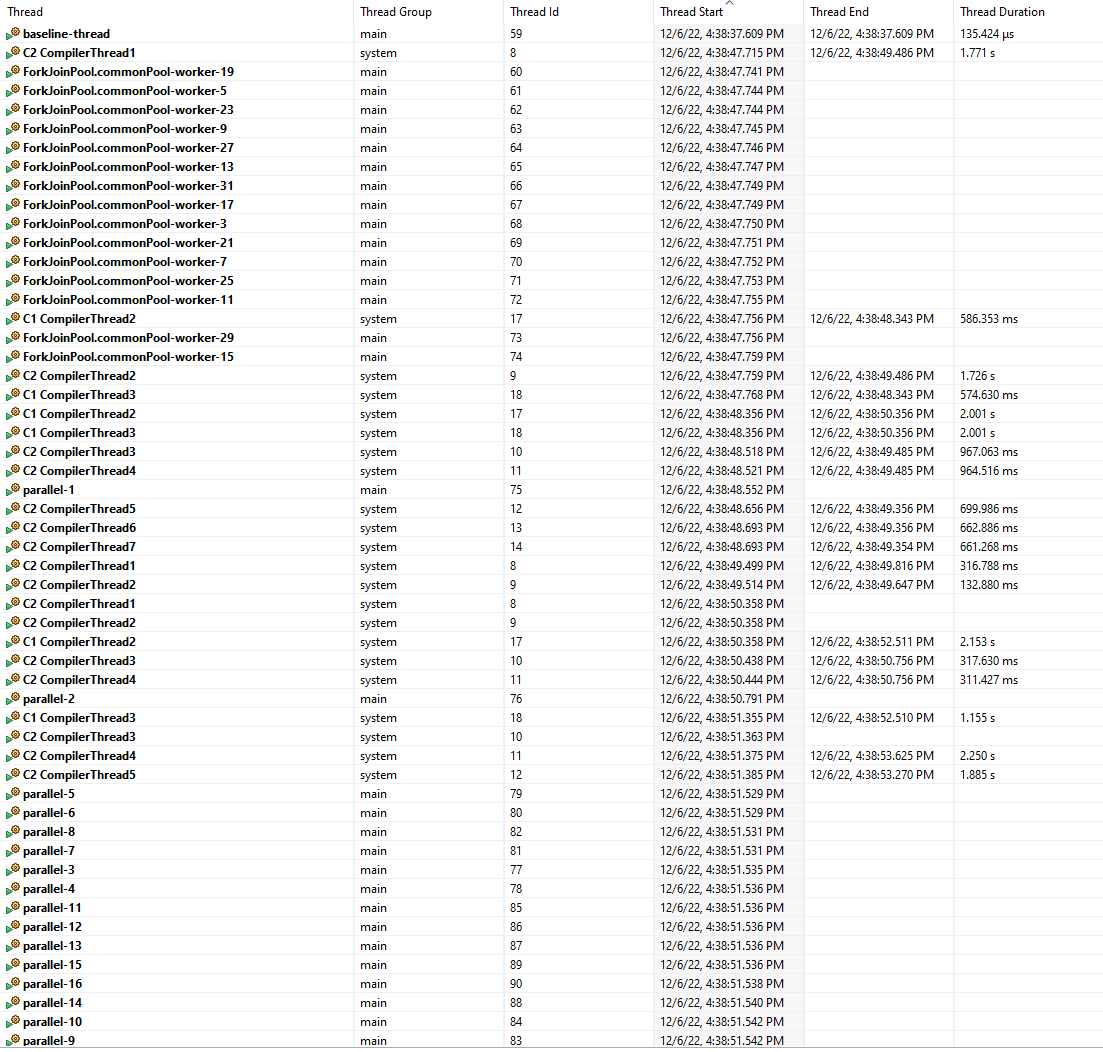 Thread Thread Group Thread Id Thread Start Thread End Thread Duration
baseline-thread main 59 12/6/22, 4:38:37.609 PM 12/6/22, 4:38:37.609 PM 135.424 µs
C2 CompilerThread1 system 8 12/6/22, 4:38:47.715 PM 12/6/22, 4:38:49.486 PM 1.771 s
ForkJoinPool.commonPool-worker-19 main 60 12/6/22, 4:38:47.741 PM
ForkJoinPool.commonPool-worker-5 main 61 12/6/22, 4:38:47.744 PM
ForkJoinPool.commonPool-worker-23 main 62 12/6/22, 4:38:47.744 PM
ForkJoinPool.commonPool-worker-9 main 63 12/6/22, 4:38:47.745 PM
ForkJoinPool.commonPool-worker-27 main 64 12/6/22, 4:38:47.746 PM
ForkJoinPool.commonPool-worker-13 main 65 12/6/22, 4:38:47.747 PM
ForkJoinPool.commonPool-worker-31 main 66 12/6/22, 4:38:47.749 PM
ForkJoinPool.commonPool-worker-17 main 67 12/6/22, 4:38:47.749 PM
ForkJoinPool.commonPool-worker-3 main 68 12/6/22, 4:38:47.750 PM
ForkJoinPool.commonPool-worker-21 main 69 12/6/22, 4:38:47.751 PM
ForkJoinPool.commonPool-worker-7 main 70 12/6/22, 4:38:47.752 PM
ForkJoinPool.commonPool-worker-25 main 71 12/6/22, 4:38:47.753 PM
ForkJoinPool.commonPool-worker-11 main 72 12/6/22, 4:38:47.755 PM
C1 CompilerThread2 system 17 12/6/22, 4:38:47.756 PM 12/6/22, 4:38:48.343 PM 586.353 ms
ForkJoinPool.commonPool-worker-29 main 73 12/6/22, 4:38:47.756 PM
ForkJoinPool.commonPool-worker-15 main 74 12/6/22, 4:38:47.759 PM
C2 CompilerThread2 system 9 12/6/22, 4:38:47.759 PM 12/6/22, 4:38:49.486 PM 1.726 s
C1 CompilerThread3 system 18 12/6/22, 4:38:47.768 PM 12/6/22, 4:38:48.343 PM 574.630 ms
C1 CompilerThread2 system 17 12/6/22, 4:38:48.356 PM 12/6/22, 4:38:50.356 PM 2.001 s
C1 CompilerThread3 system 18 12/6/22, 4:38:48.356 PM 12/6/22, 4:38:50.356 PM 2.001 s
C2 CompilerThread3 system 10 12/6/22, 4:38:48.518 PM 12/6/22, 4:38:49.485 PM 967.063 ms
C2 CompilerThread4 system 11 12/6/22, 4:38:48.521 PM 12/6/22, 4:38:49.485 PM 964.516 ms
parallel-1 main 75 12/6/22, 4:38:48.552 PM
C2 CompilerThread5 system 12 12/6/22, 4:38:48.656 PM 12/6/22, 4:38:49.356 PM 699.986 ms
C2 CompilerThread6 system 13 12/6/22, 4:38:48.693 PM 12/6/22, 4:38:49.356 PM 662.886 ms
C2 CompilerThread7 system 14 12/6/22, 4:38:48.693 PM 12/6/22, 4:38:49.354 PM 661.268 ms
C2 CompilerThread1 system 8 12/6/22, 4:38:49.499 PM 12/6/22, 4:38:49.816 PM 316.788 ms
C2 CompilerThread2 system 9 12/6/22, 4:38:49.514 PM 12/6/22, 4:38:49.647 PM 132.880 ms
C2 CompilerThread1 system 8 12/6/22, 4:38:50.358 PM
C2 CompilerThread2 system 9 12/6/22, 4:38:50.358 PM
C1 CompilerThread2 system 17 12/6/22, 4:38:50.358 PM 12/6/22, 4:38:52.511 PM 2.153 s
C2 CompilerThread3 system 10 12/6/22, 4:38:50.438 PM 12/6/22, 4:38:50.756 PM 317.630 ms
C2 CompilerThread4 system 11 12/6/22, 4:38:50.444 PM 12/6/22, 4:38:50.756 PM 311.427 ms
parallel-2 main 76 12/6/22, 4:38:50.791 PM
C1 CompilerThread3 system 18 12/6/22, 4:38:51.355 PM 12/6/22, 4:38:52.510 PM 1.155 s
C2 CompilerThread3 system 10 12/6/22, 4:38:51.363 PM
C2 CompilerThread4 system 11 12/6/22, 4:38:51.375 PM 12/6/22, 4:38:53.625 PM 2.250 s
C2 CompilerThread5 system 12 12/6/22, 4:38:51.385 PM 12/6/22, 4:38:53.270 PM 1.885 s
parallel-5 main 79 12/6/22, 4:38:51.529 PM
parallel-6 main 80 12/6/22, 4:38:51.529 PM
parallel-8 main 82 12/6/22, 4:38:51.531 PM
parallel-7 main 81 12/6/22, 4:38:51.531 PM
parallel-3 main 77 12/6/22, 4:38:51.535 PM
parallel-4 main 78 12/6/22, 4:38:51.536 PM
parallel-11 main 85 12/6/22, 4:38:51.536 PM
parallel-12 main 86 12/6/22, 4:38:51.536 PM
parallel-13 main 87 12/6/22, 4:38:51.536 PM
parallel-15 main 89 12/6/22, 4:38:51.536 PM
parallel-16 main 90 12/6/22, 4:38:51.538 PM
parallel-14 main 88 12/6/22, 4:38:51.540 PM
parallel-10 main 84 12/6/22, 4:38:51.542 PM
parallel-9 main 83 12/6/22, 4:38:51.542 PM